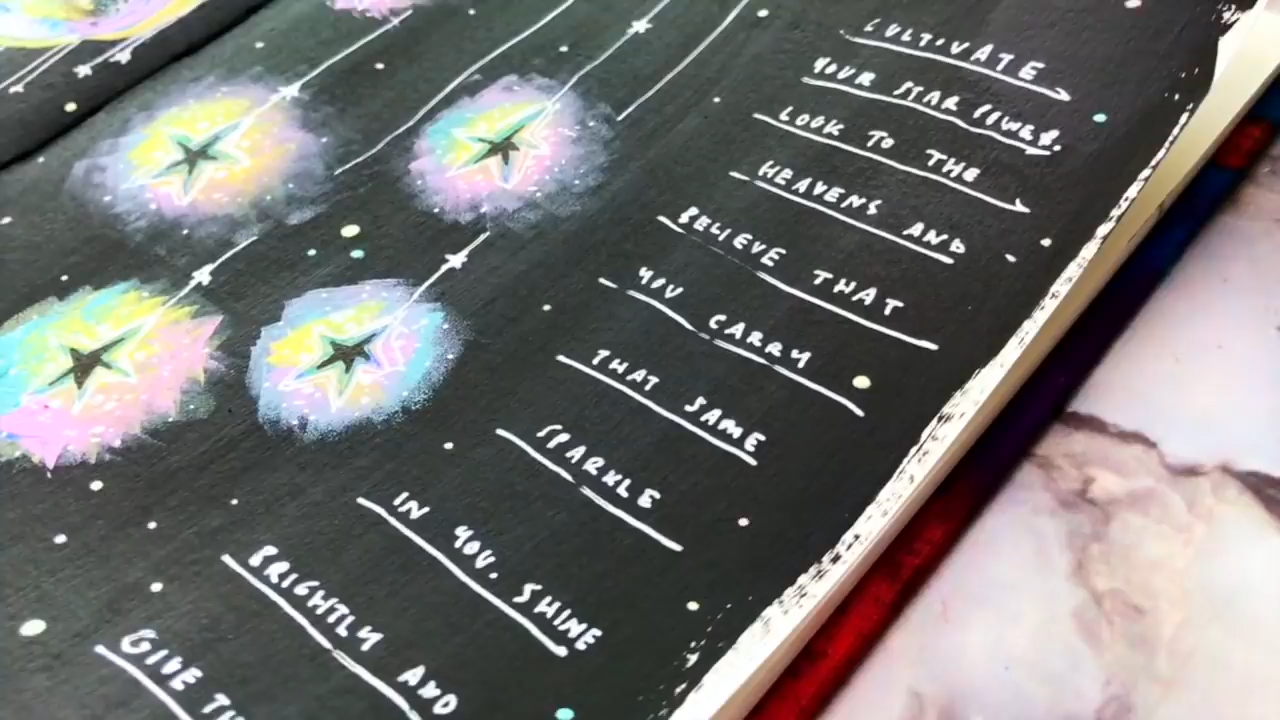 CULTIVATE
YOUR STAR POWER.
LOOK TO THE
HEAVENS AND
BELIEVE THAT
YOU CARRY
THAT SAME
SPARKLE
IN YOU. SHINE
BRIGHTLY AND
GIVE